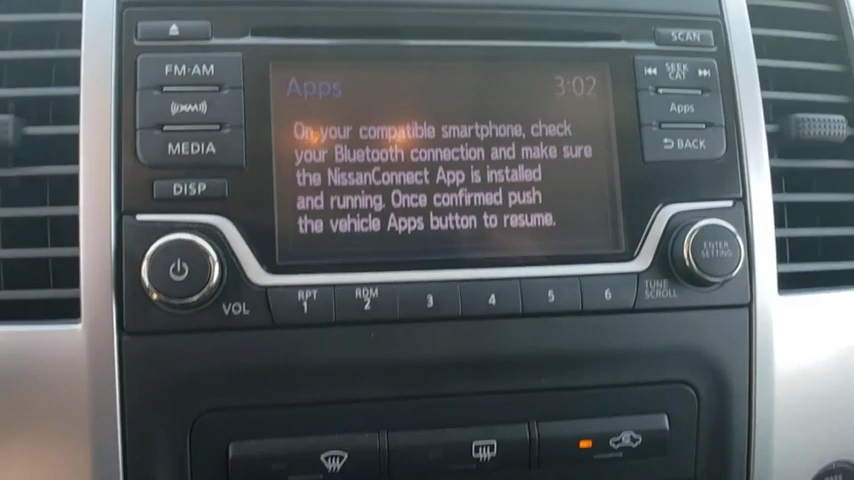 SCAN
FM·AM
SEEK
CAT
((XM))
Apps
MEDIA
BACK
DISP
Apps 3:02
On your compatible smartphone, check
your Bluetooth connection and make sure
the NissanConnect App is installed
and running. Once confirmed push
the vehicle Apps button to resume.
ENTER
SETTING
VOL
RPT
1
RDM
2
3
4
5
6
TUNE
SCROLL